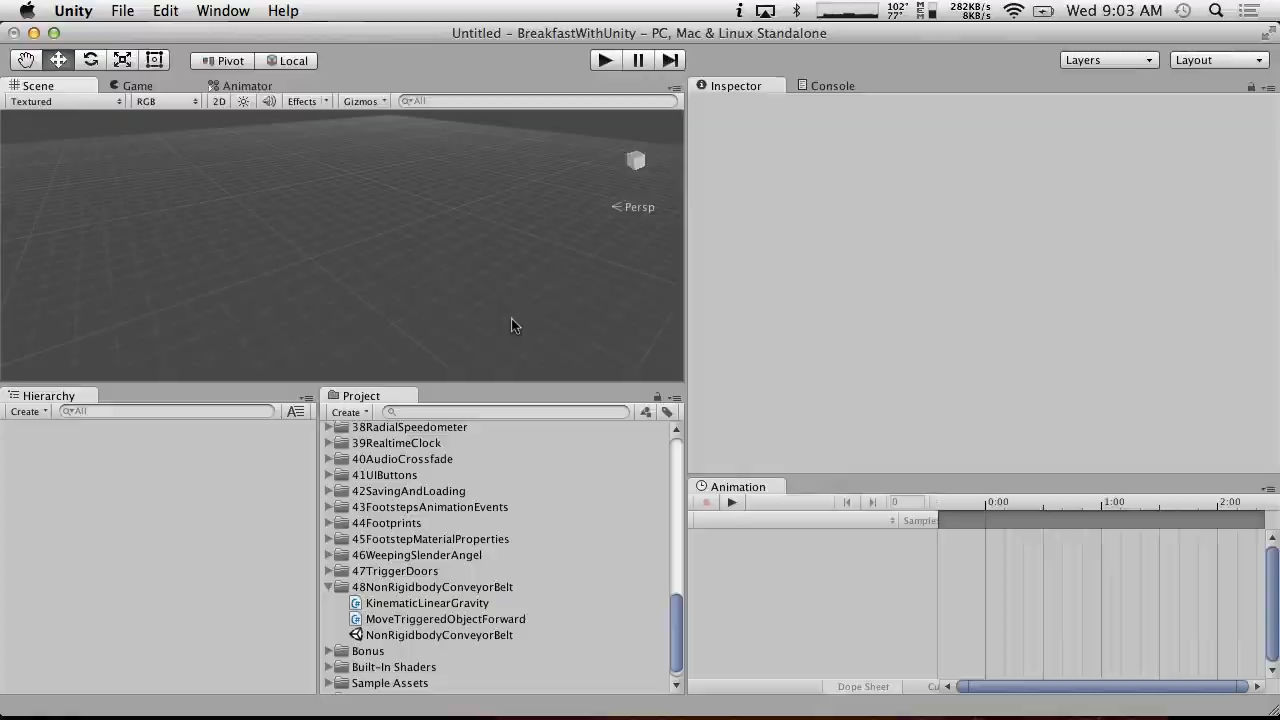 Unity File Edit Window Help 102° 77° 282KB/s 8KB/s Wed 9:03 AM
Untitled - BreakfastWithUnity - PC, Mac & Linux Standalone
Pivot Local Layers Layout
Scene Game Animator Inspector Console
Textured RGB 2D Effects Gizmos All
Persp
Hierarchy Project
Create All Create
38RadialSpeedometer
39RealtimeClock
40AudioCrossfade
41UIButtons
42SavingAndLoading
43FootstepsAnimationEvents
44Footprints
45FootstepMaterialProperties
46WeepingSlenderAngel
47TriggerDoors
48NonRigidbodyConveyorBelt
KinematicLinearGravity
MoveTriggeredObjectForward
NonRigidbodyConveyorBelt
Bonus
Built-In Shaders
Sample Assets
Animation
0 0:00 1:00 2:00
Sample
Dope Sheet Cu